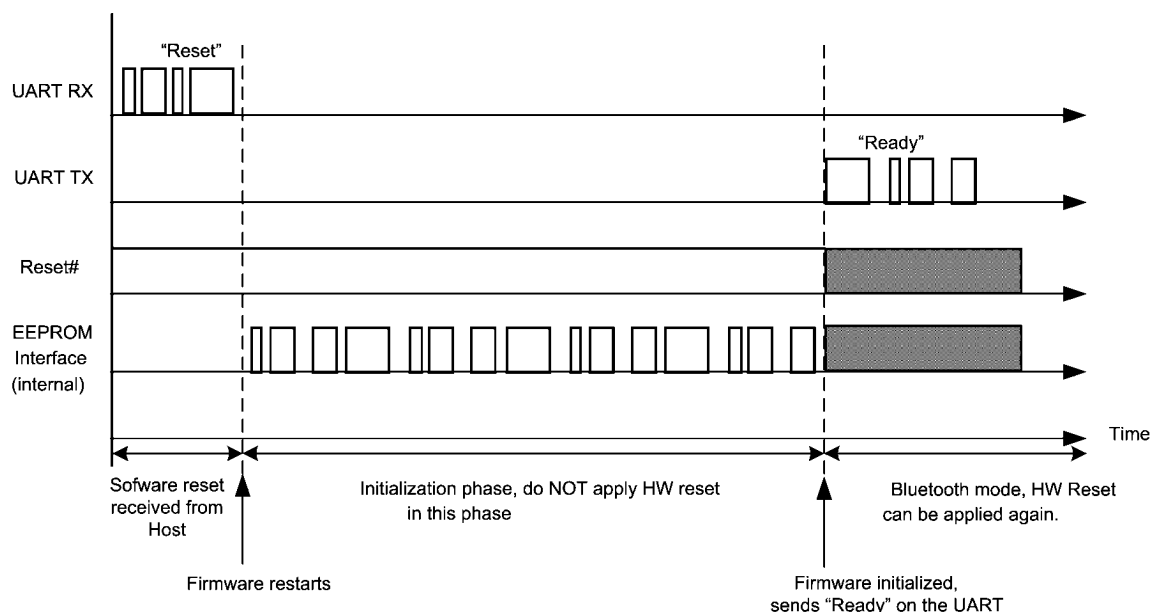 “Reset”
UART RX
“Ready”
UART TX
Reset#
EEPROM
Interface
(internal)
Time
Sofware reset
received from
Host
Initialization phase, do NOT apply HW reset
in this phase
Bluetooth mode, HW Reset
can be applied again.
Firmware restarts
Firmware initialized,
sends “Ready” on the UART